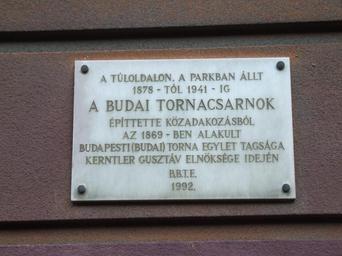 A TÚLOLDALON, A PARKBAN ÁLLT
1878 - TÓL 1941 - IG
A BUDAI TORNACSARNOK
ÉPÍTTETTE KÖZADAKOZÁSBÓL
AZ 1869 - BEN ALAKULT
BUDAPESTI (BUDAI) TORNA EGYLET TAGSÁGA
KERNTLER GUSZTÁV ELNÖKSÉGE IDEJÉN
B.B.T.E.
1992.